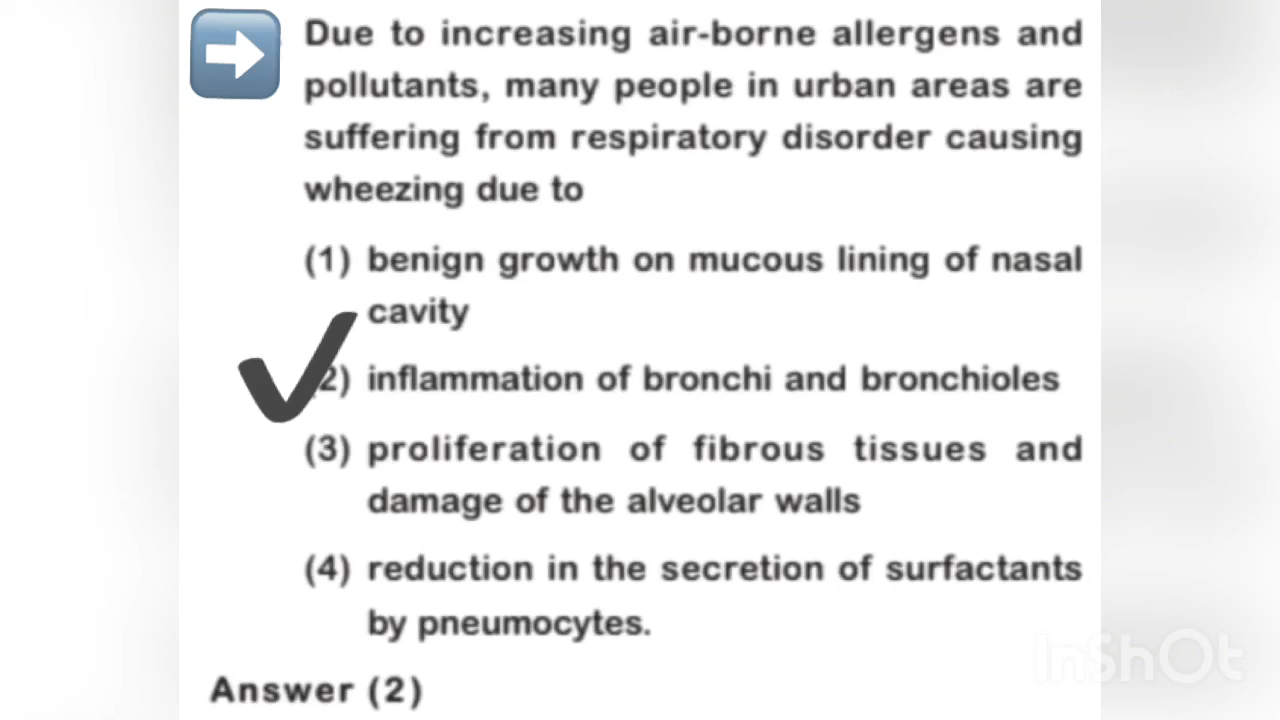 Due to increasing air-borne allergens and
pollutants, many people in urban areas are
suffering from respiratory disorder causing
wheezing due to
(1) benign growth on mucous lining of nasal
cavity
2) inflammation of bronchi and bronchioles
(3) proliferation of fibrous tissues and
damage of the alveolar walls
(4) reduction in the secretion of surfactants
by pneumocytes.
Answer (2)
InShOt